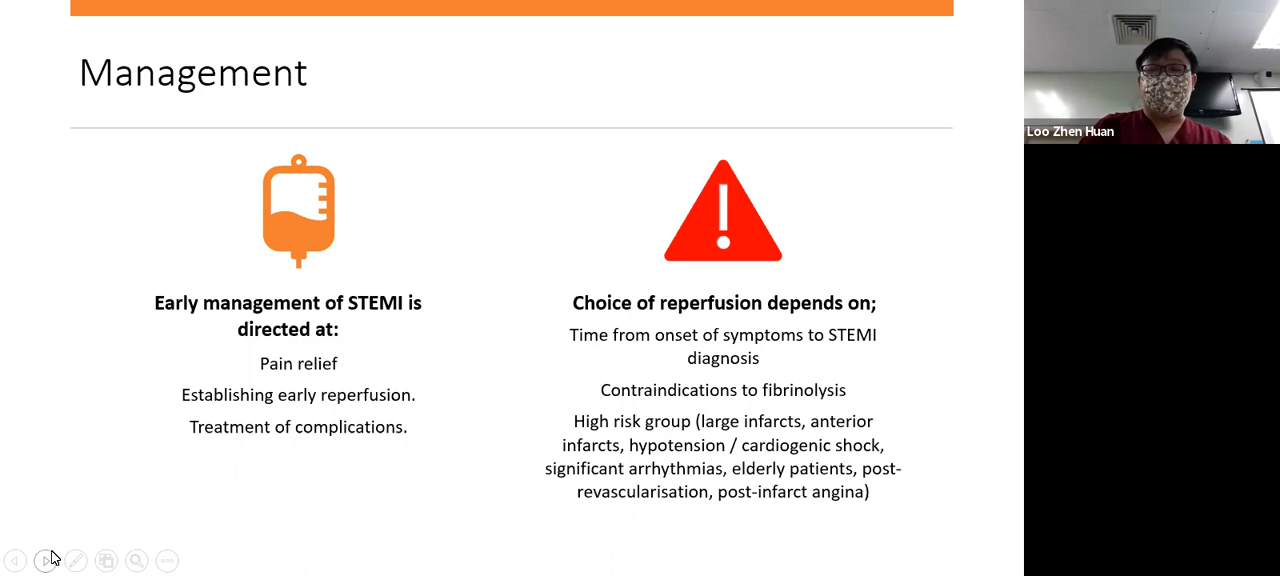 Management
Early management of STEMI is
directed at:
Pain relief
Establishing early reperfusion.
Treatment of complications.
Choice of reperfusion depends on;
Time from onset of symptoms to STEMI
diagnosis
Contraindications to fibrinolysis
High risk group (large infarcts, anterior
infarcts, hypotension / cardiogenic shock,
significant arrhythmias, elderly patients, post-
revascularisation, post-infarct angina)
Loo Zhen Huan